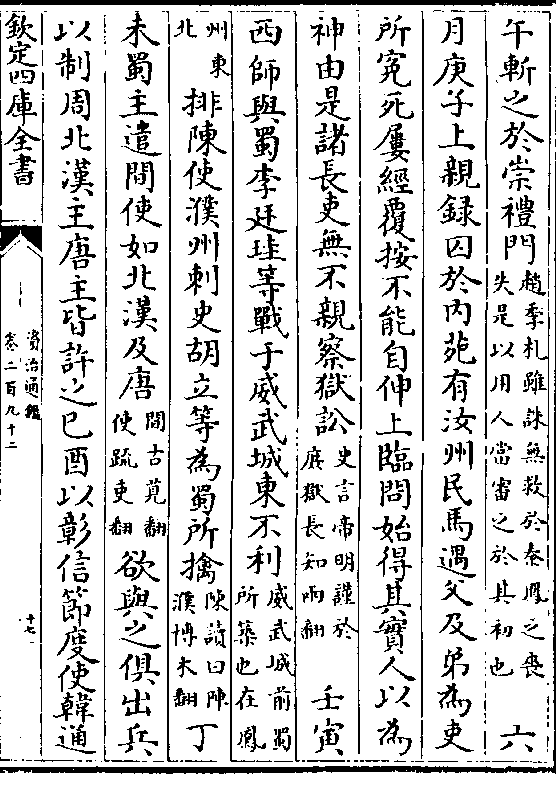 午斬之於崇禮門趙季札雖誅無救於秦鳳之喪失是以用人當審之於其初也六
月庚子上親録囚於内苑有汝州民馬遇父及弟為吏
所寃死屢經覆按不能自伸上臨問始得其實人以為
神由是諸長吏無不親察獄訟史言帝明謹於庶獄長知兩翻壬寅
西師與蜀李廷珪等戰于威武城東不利威武城前蜀所築也在鳳
州東北排陳使濮州刺史胡立等為蜀所擒陳讀曰陣濮博木翻丁
未蜀主遣間使如北漢及唐間古莧翻使疏吏翻欲與之俱出兵
以制周北漢主唐主皆許之己酉以彰信節度使韓通
欽定四庫全書
資治通鑑
卷二百九十二
十七